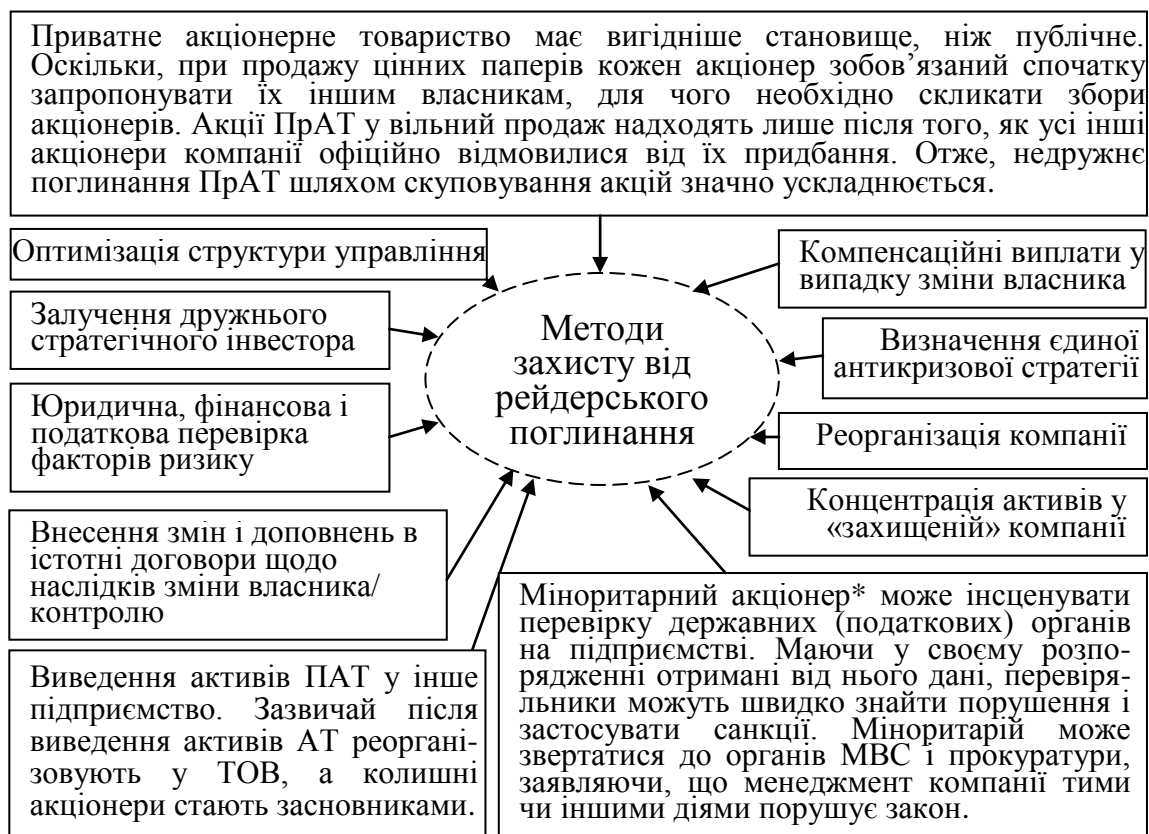 Приватне акціонерне товариство має вигідніше становище, ніж публічне.
Оскільки, при продажу цінних паперів кожен акціонер зобов’язаний спочатку
запропонувати їх іншим власникам, для чого необхідно скликати збори
акціонерів. Акції ПрАТ у вільний продаж надходять лише після того, як усі інші
акціонери компанії офіційно відмовилися від їх придбання. Отже, недружнє
поглинання ПрАТ шляхом скуповування акцій значно ускладнюється.
Оптимізація структури управління
Залучення дружнього
стратегічного інвестора
Юридична, фінансова і
податкова перевірка
факторів ризику
Внесення змін і доповнень в
істотні договори щодо
наслідків зміни власника/
контролю
Виведення активів ПАТ у інше
підприємство. Зазвичай після
виведення активів АТ реоргані-
зовують у ТОВ, а колишні
акціонери стають засновниками.
Методи
захисту від
рейдерського
поглинання
Компенсаційні виплати у
випадку зміни власника
Визначення єдиної
антикризової стратегії
Реорганізація компанії
Концентрація активів у
«захищеній» компанії
Міноритарний акціонер* може інсценувати
перевірку державних (податкових) органів
на підприємстві. Маючи у своєму розпо-
рядженні отримані від нього дані, перевіря-
льники можуть швидко знайти порушення і
застосувати санкції. Міноритарій може
звертатися до органів МВС і прокуратури,
заявляючи, що менеджмент компанії тими
чи іншими діями порушує закон.